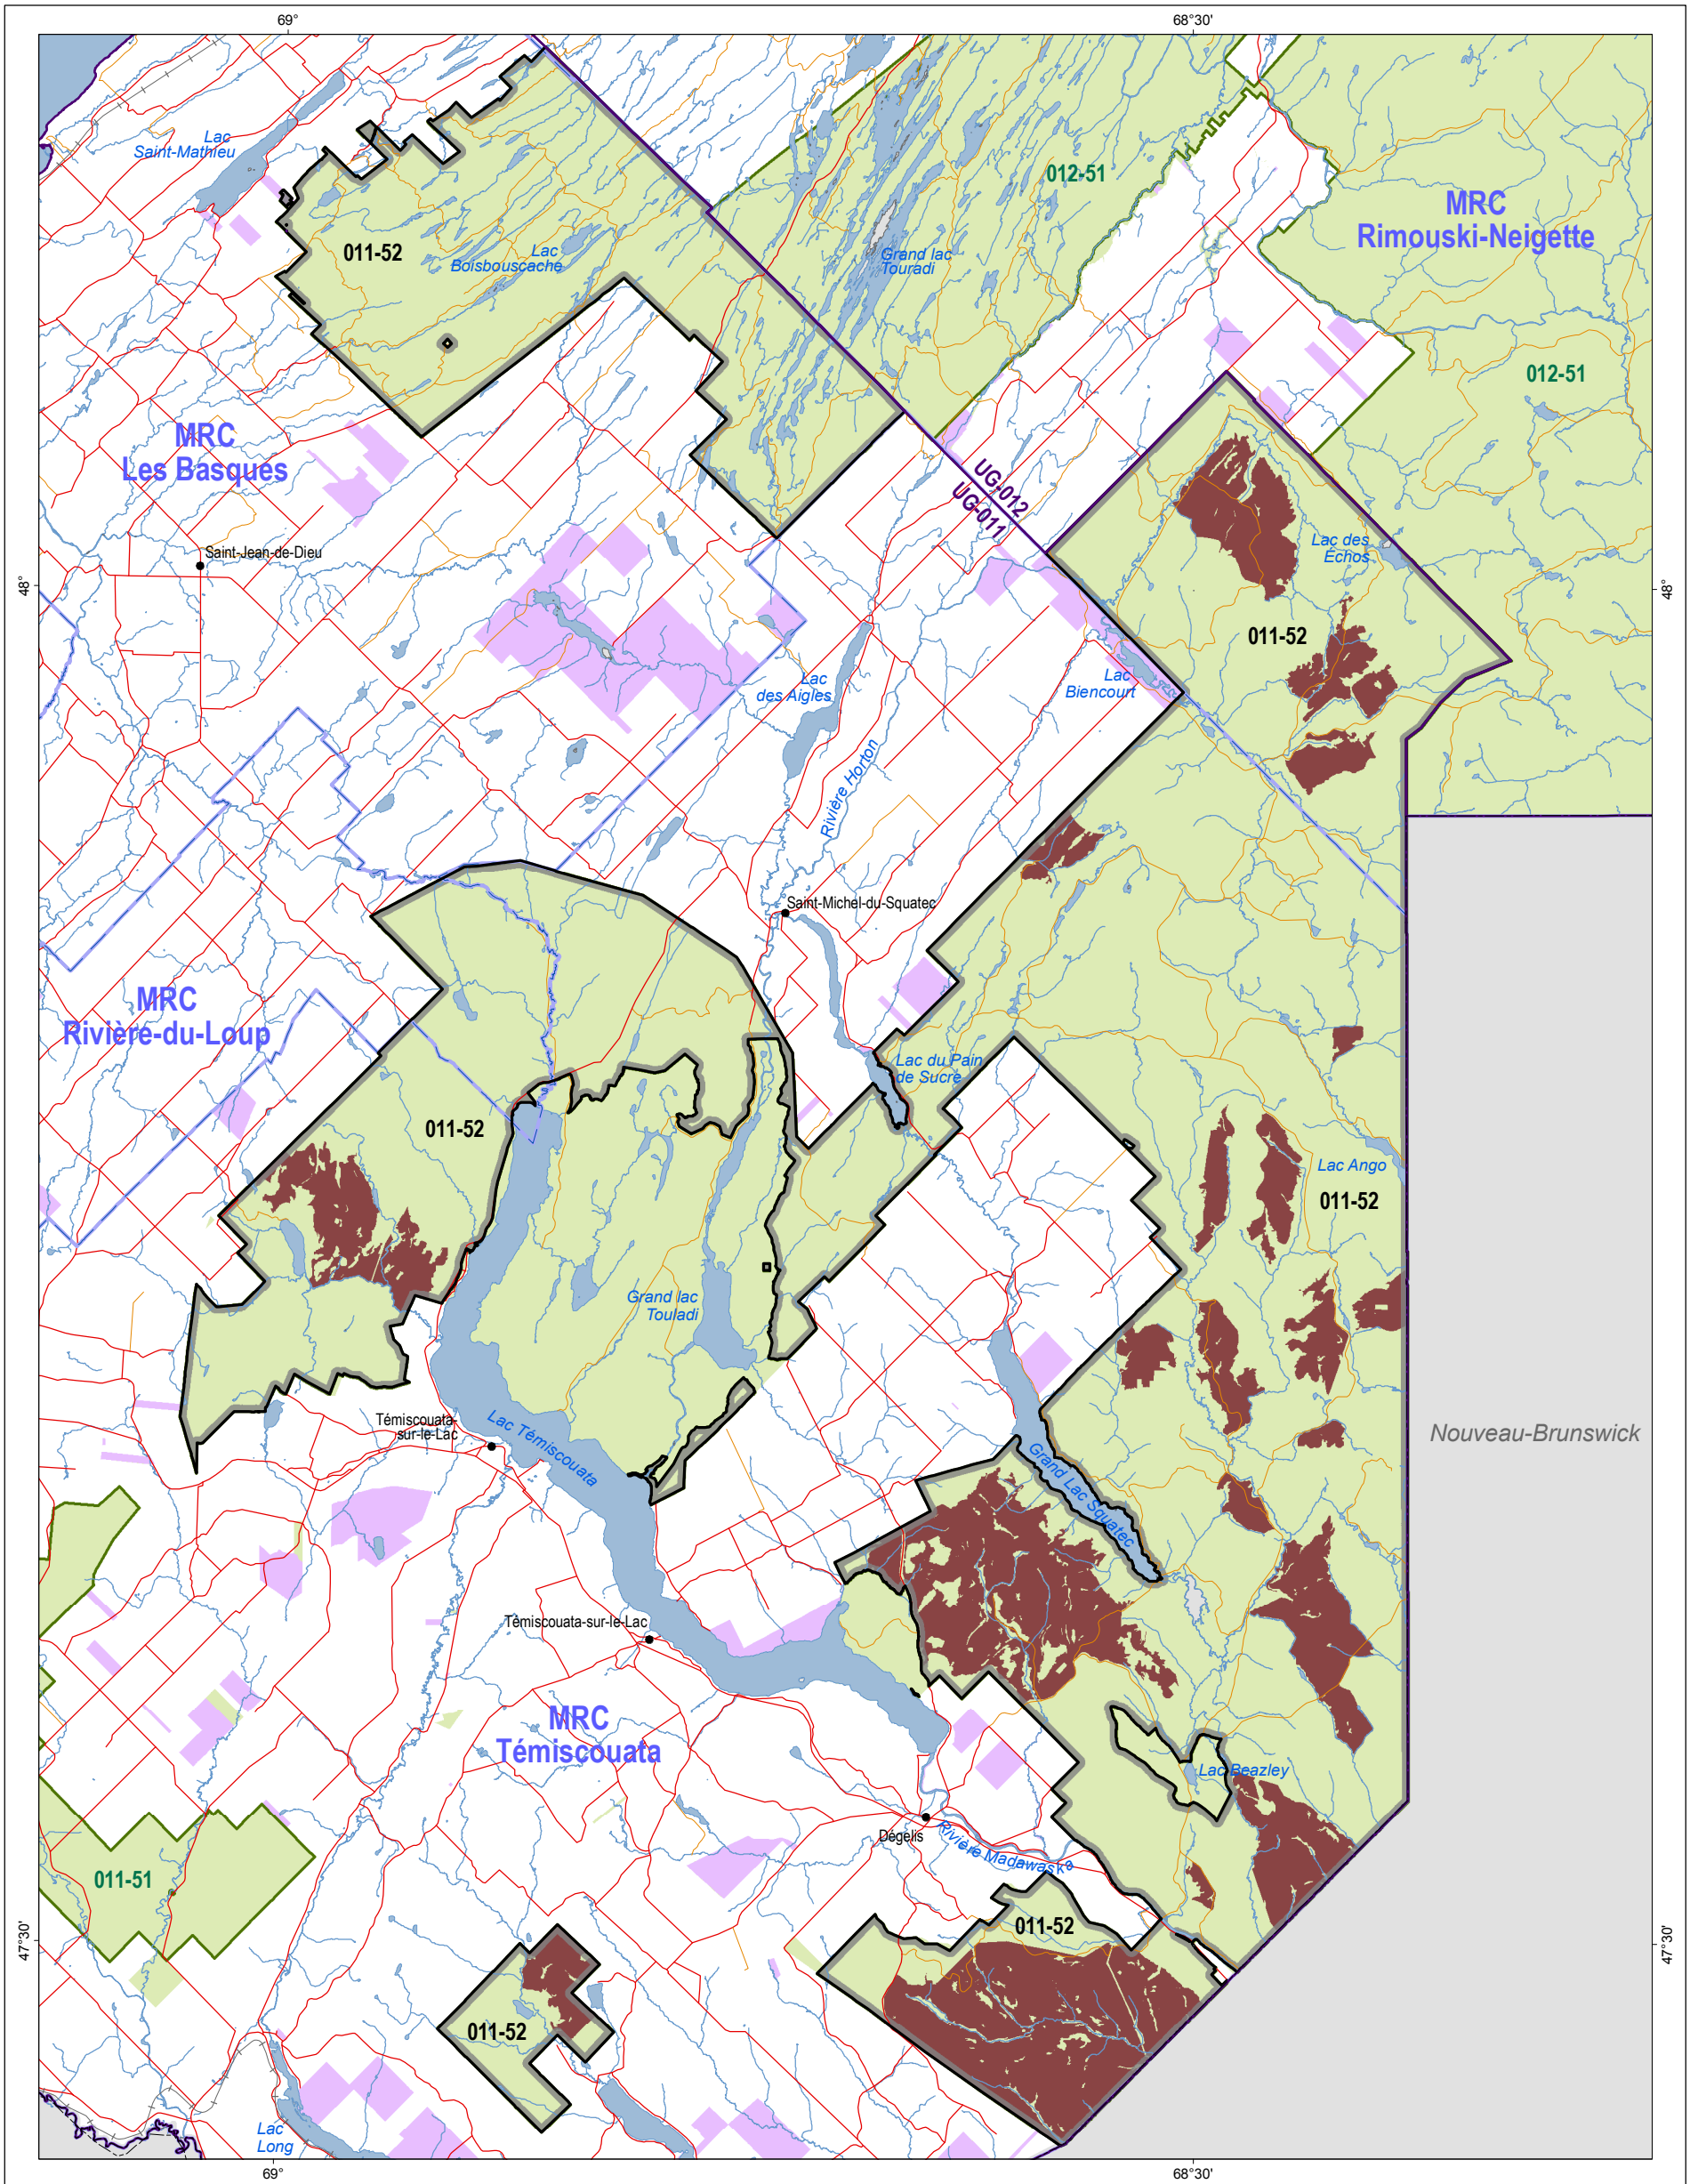 69°
68°30'
Lac
Saint-Mathieu
012-51
MRC
Rimouski-Neigette
011-52
Lac
Boisbouscache
Grand lac
Touradi
012-51
MRC
Les Basques
UG-012
UG-011
Saint-Jean-de-Dieu
Lac des
Échos
48°
48°
011-52
Lac
des Aigles
Lac
Biencourt
Rivière Horton
Saint-Michel-du-Squatec
MRC
Rivière-du-Loup
Lac du Pain
de Sucre
011-52
Lac Ango
011-52
Grand lac
Touladi
Témiscouata-
sur-le-Lac
Lac Témiscouata
Grand Lac Squatec
Nouveau-Brunswick
Témiscouata-sur-le-Lac
MRC
Témiscouata
Lac Beazley
Dégelis
Rivière Madawaska
011-51
011-52
47°30'
47°30'
011-52
Lac
Long
69°
68°30'